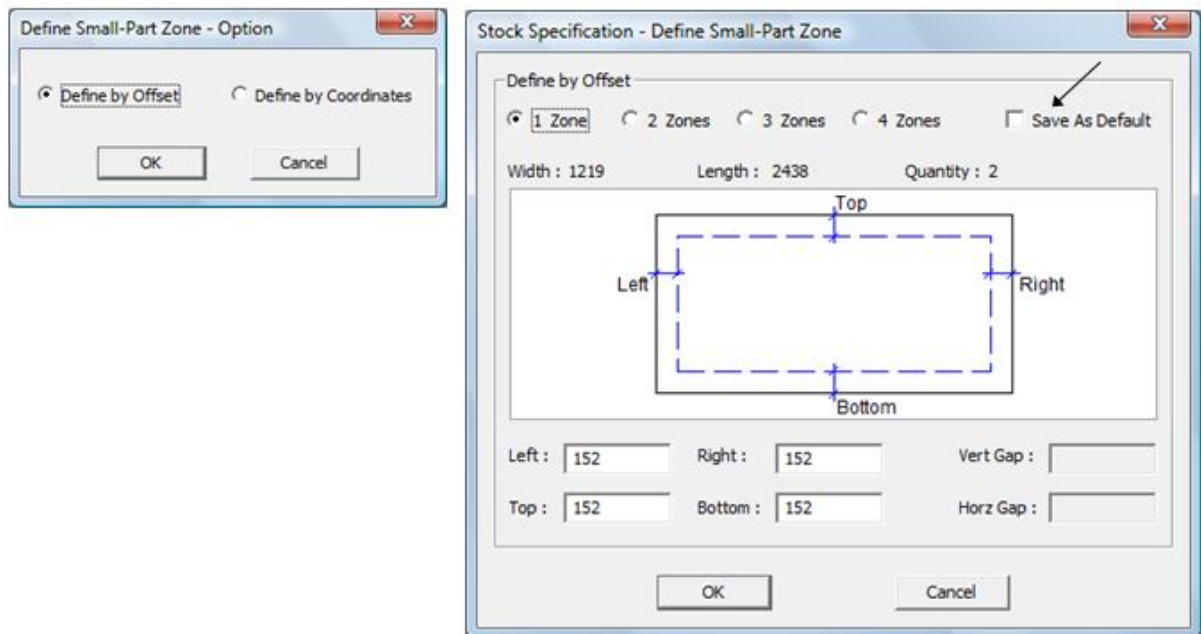 Define Small-Part Zone - Option
Define by Offset Define by Coordinates
OK Cancel
Stock Specification - Define Small-Part Zone
Define by Offset
1 Zone 2 Zones 3 Zones 4 Zones Save As Default
Width : 1219 Length : 2438 Quantity : 2
Top
Left Right
Bottom
Left : 152 Right : 152 Vert Gap :
Top : 152 Bottom : 152 Horz Gap :
OK Cancel